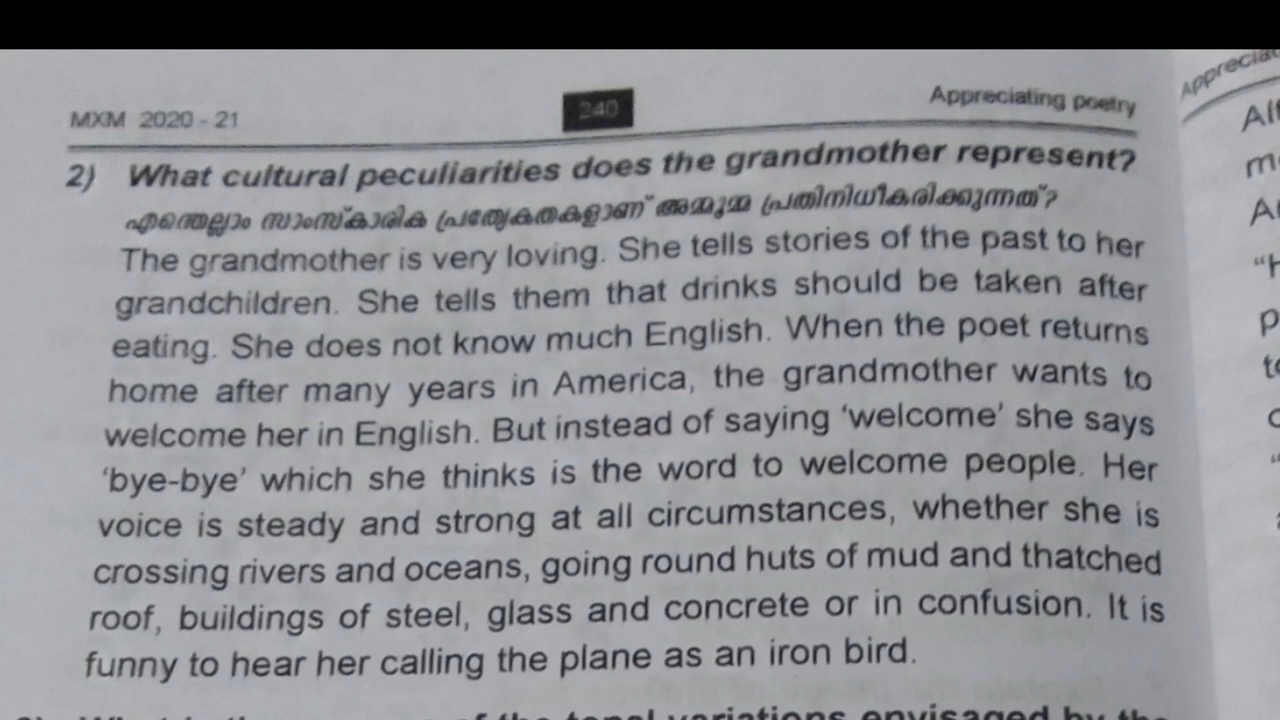 MXM 2020 - 21
240
Appreciating poetry
2) What cultural peculiarities does the grandmother represent?
എന്തെല്ലാം സാംസ്കാരിക പ്രത്യേകതകളാണ് അമ്മൂമ്മ പ്രതിനിധീകരിക്കുന്നത്?
The grandmother is very loving. She tells stories of the past to her
grandchildren. She tells them that drinks should be taken after
eating. She does not know much English. When the poet returns
home after many years in America, the grandmother wants to
welcome her in English. But instead of saying ‘welcome’ she says
‘bye-bye’ which she thinks is the word to welcome people. Her
voice is steady and strong at all circumstances, whether she is
crossing rivers and oceans, going round huts of mud and thatched
roof, buildings of steel, glass and concrete or in confusion. It is
funny to hear her calling the plane as an iron bird.